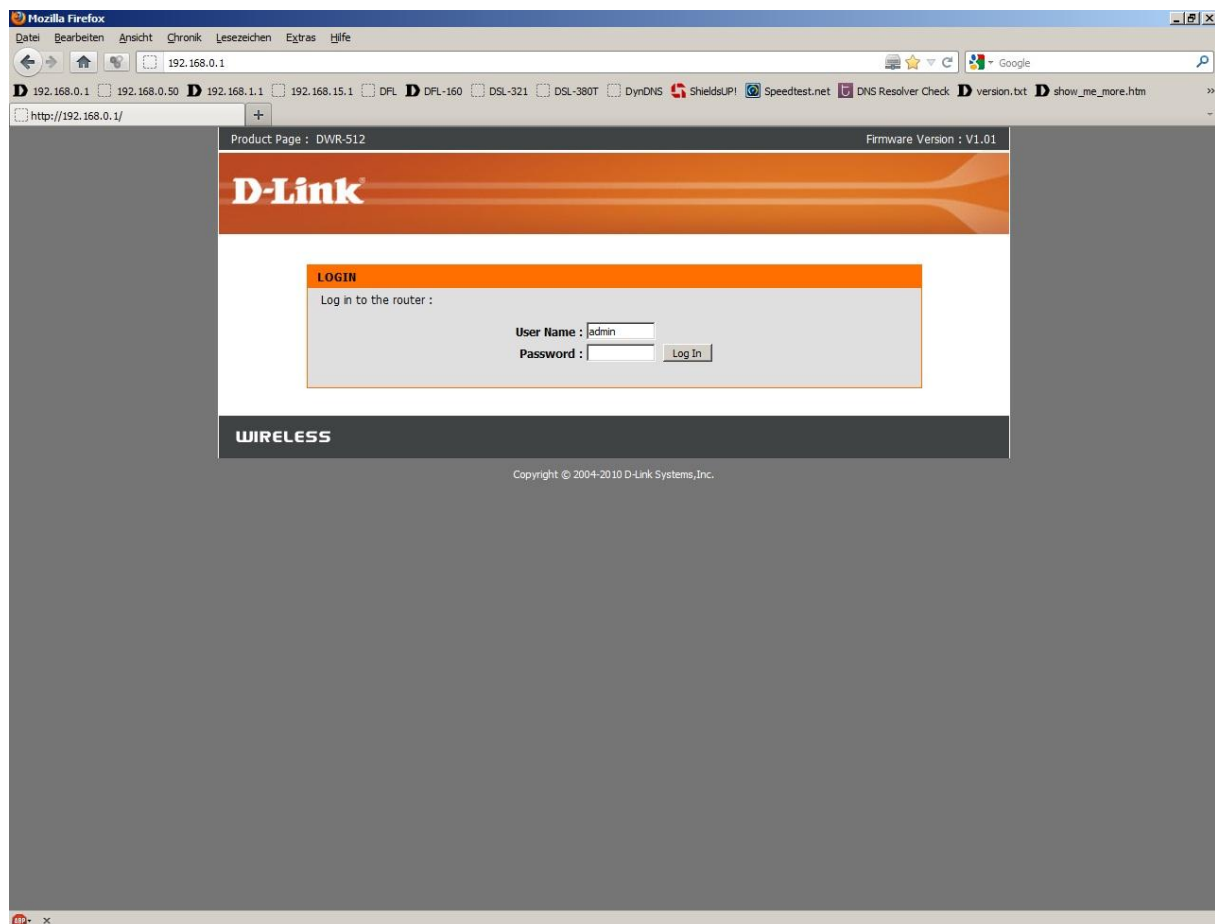 Mozilla Firefox
Datei Bearbeiten Ansicht Chronik Lesezeichen Extras Hilfe
192.168.0.1
Google
192.168.0.1 192.168.0.50 192.168.1.1 192.168.15.1 DFL DFL-160 DSL-321 DSL-380T DynDNS ShieldsUP! Speedtest.net DNS Resolver Check version.txt show_me_more.htm »
http://192.168.0.1/ +
Product Page : DWR-512 Firmware Version : V1.01
D-Link
LOGIN
Log in to the router :
User Name : admin
Password : Log In
WIRELESS
Copyright © 2004-2010 D-Link Systems,Inc.
ABP